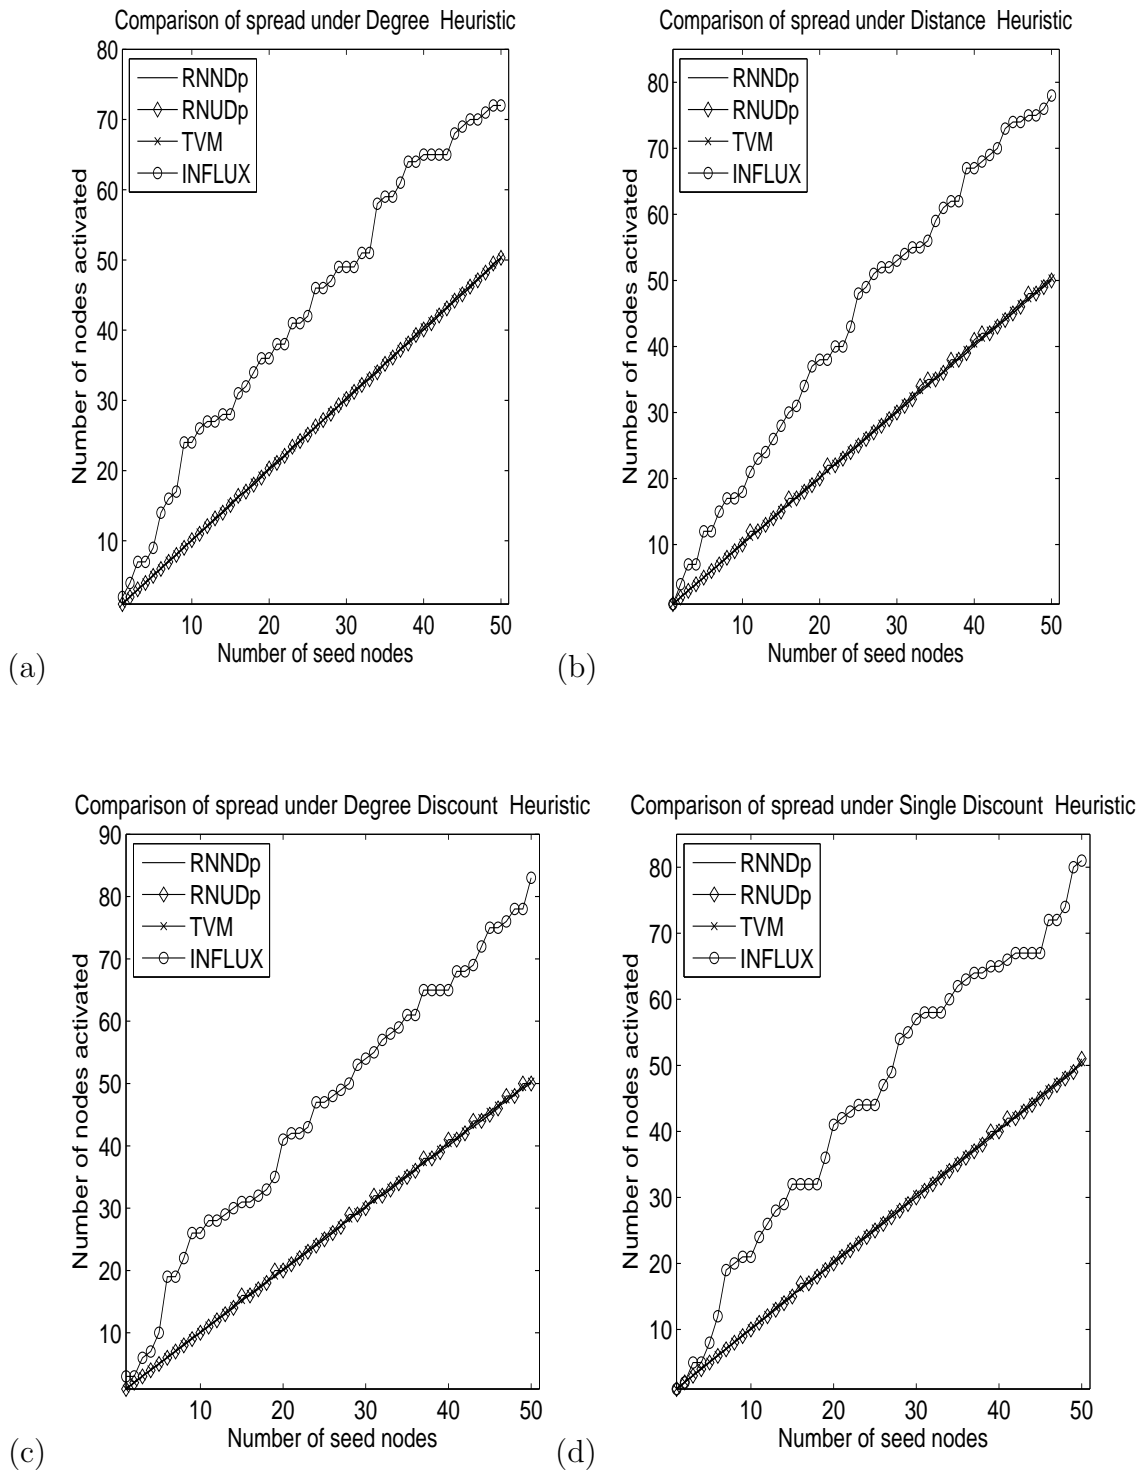 Comparison of spread under Degree Heuristic
80
70
60
50
40
30
20
10
Number of nodes activated
RNNDp
RNUDp
TVM
INFLUX
10 20 30 40 50
Number of seed nodes
(a)
Comparison of spread under Distance Heuristic
80
70
60
50
40
30
20
10
Number of nodes activated
RNNDp
RNUDp
TVM
INFLUX
10 20 30 40 50
Number of seed nodes
(b)
Comparison of spread under Degree Discount Heuristic
90
80
70
60
50
40
30
20
10
Number of nodes activated
RNNDp
RNUDp
TVM
INFLUX
10 20 30 40 50
Number of seed nodes
(c)
Comparison of spread under Single Discount Heuristic
80
70
60
50
40
30
20
10
Number of nodes activated
RNNDp
RNUDp
TVM
INFLUX
10 20 30 40 50
Number of seed nodes
(d)